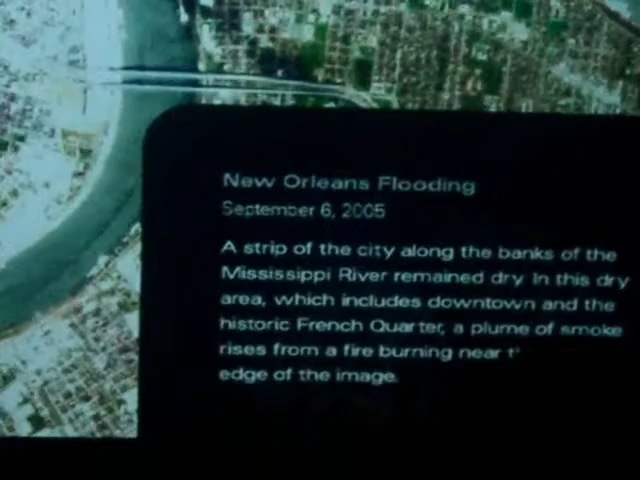 New Orleans Flooding
September 6, 2005
A strip of the city along the banks of the
Mississippi River remained dry. In this dry
area, which includes downtown and the
historic French Quarter, a plume of smoke
rises from a fire burning near
edge of the image.